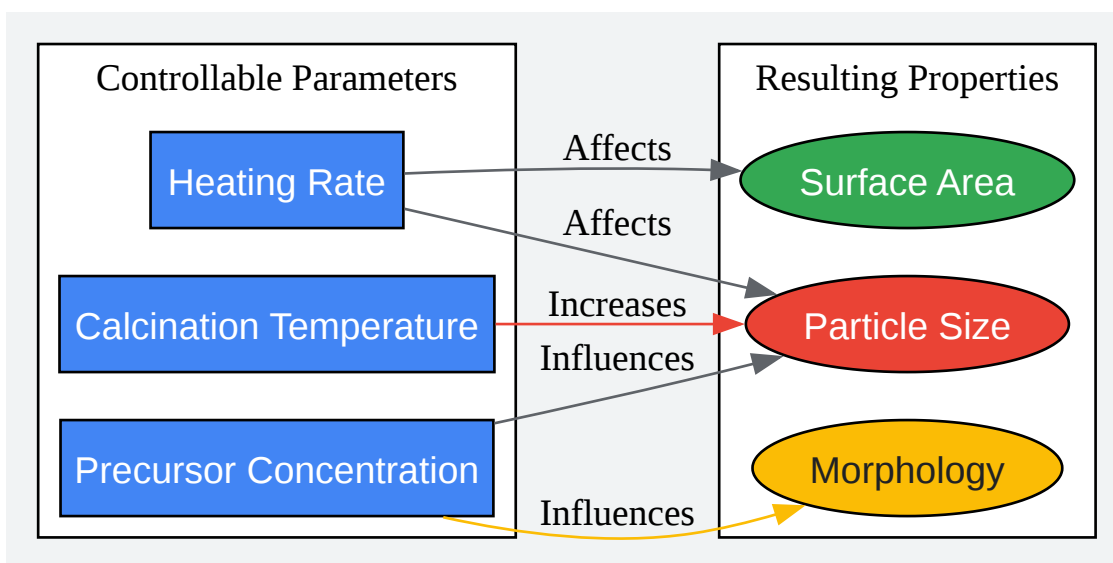 Controllable Parameters
Resulting Properties
Heating Rate
Affects
Surface Area
Affects
Calcination Temperature
Increases
Particle Size
Influences
Precursor Concentration
Morphology
Influences